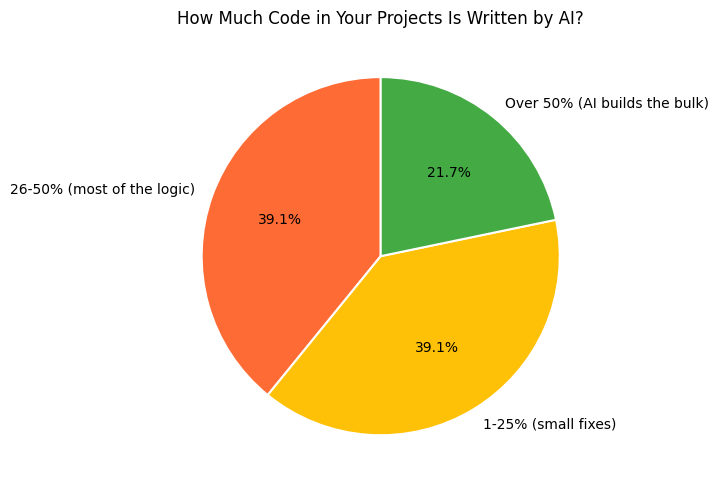 How Much Code in Your Projects Is Written by AI?
Over 50% (AI builds the bulk)
21.7%
26-50% (most of the logic)
39.1%
39.1%
1-25% (small fixes)